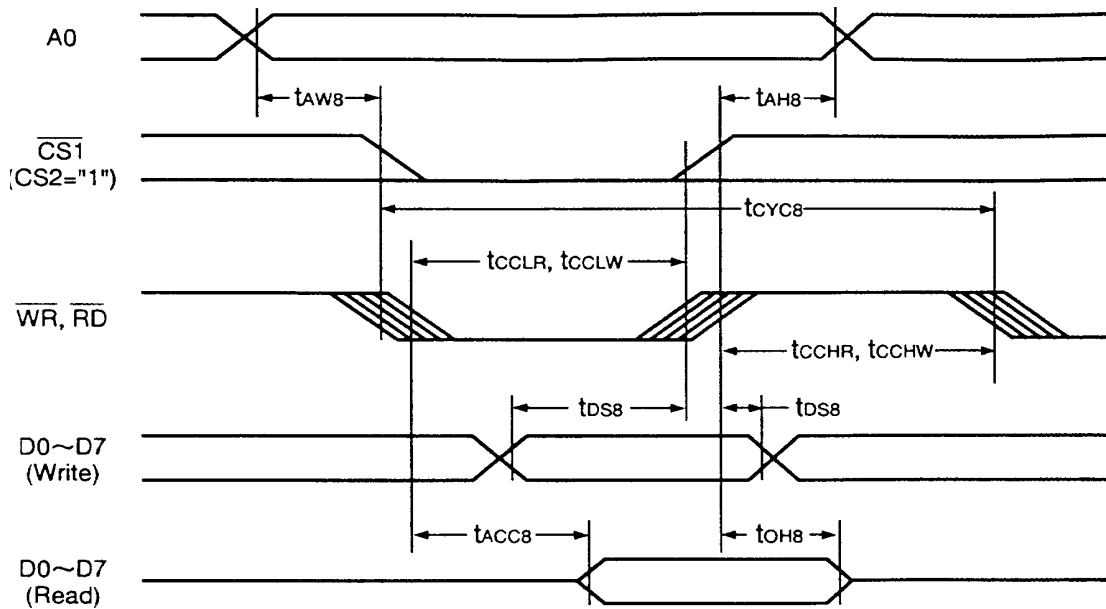 A0
tAW8
tAH8
CS1
(CS2="1")
tCYC8
tCCLR, tCCLW
WR, RD
tCCHR, tCCHW
tDS8
tDS8
D0~D7
(Write)
tACC8
tOH8
D0~D7
(Read)